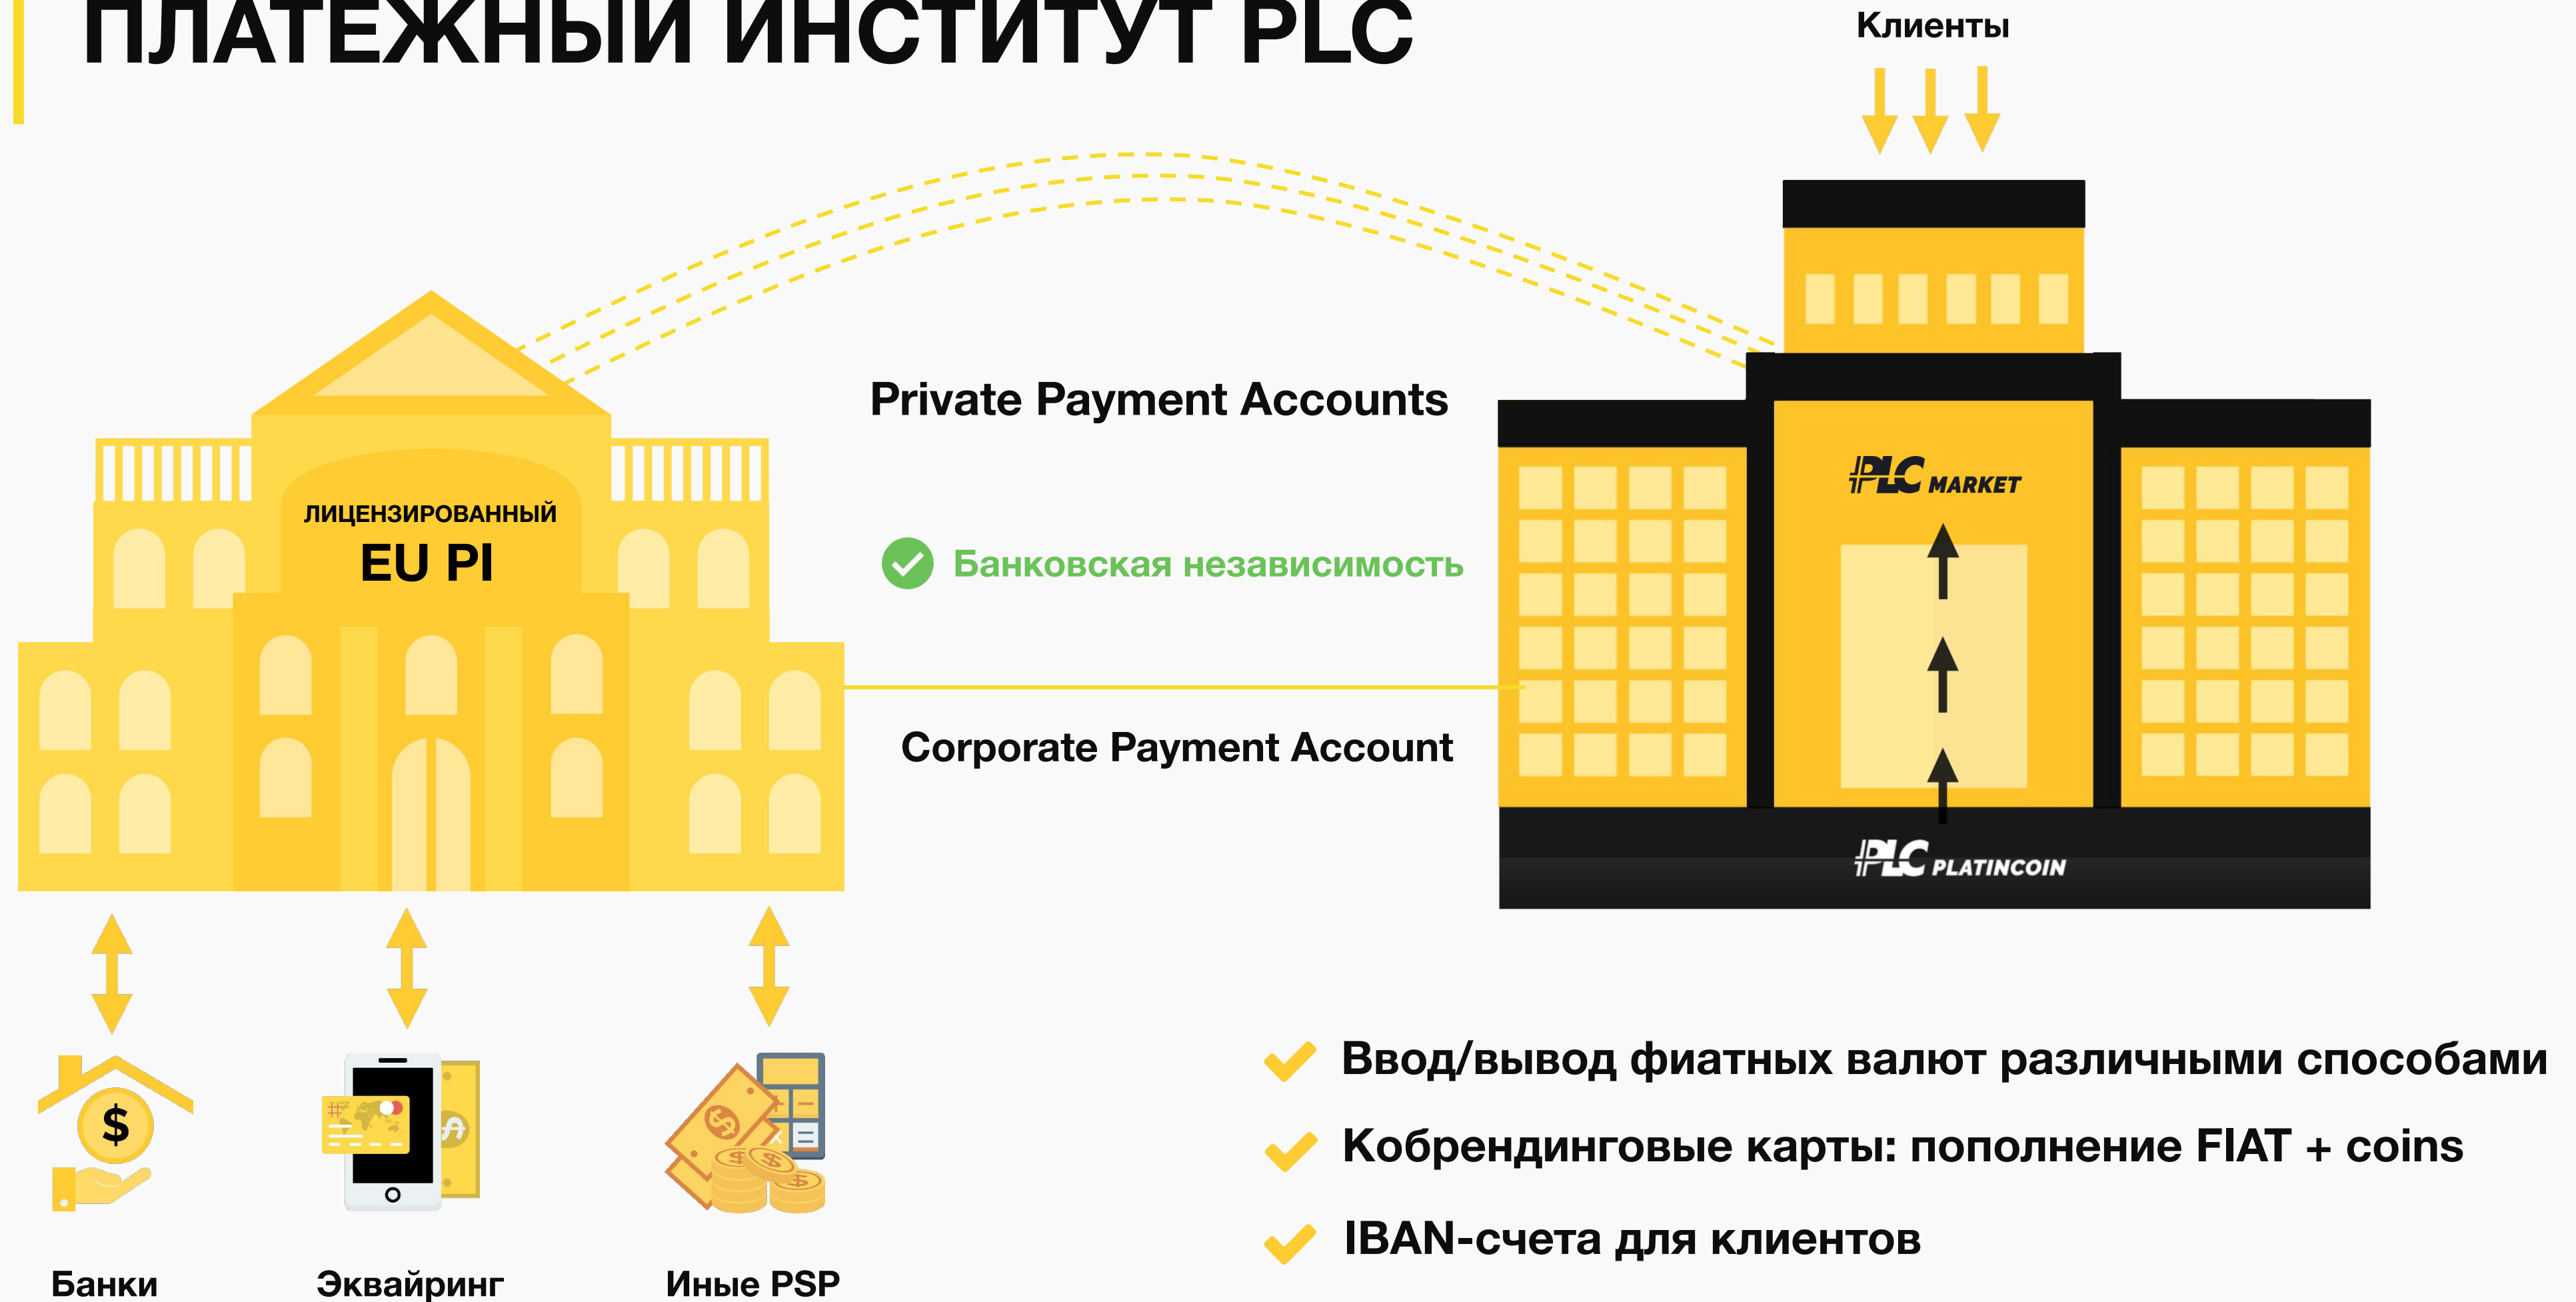 ПЛАТЕЖНЫЙ ИНСТИТУТ PLC
Клиенты
Private Payment Accounts
ЛИЦЕНЗИРОВАННЫЙ
EU PI
Банковская независимость
Corporate Payment Account
PLC MARKET
PLC PLATINCOIN
Банки
Эквайринг
Иные PSP
Ввод/вывод фиатных валют различными способами
Кобрендинговые карты: пополнение FIAT + coins
IBAN-счета для клиентов